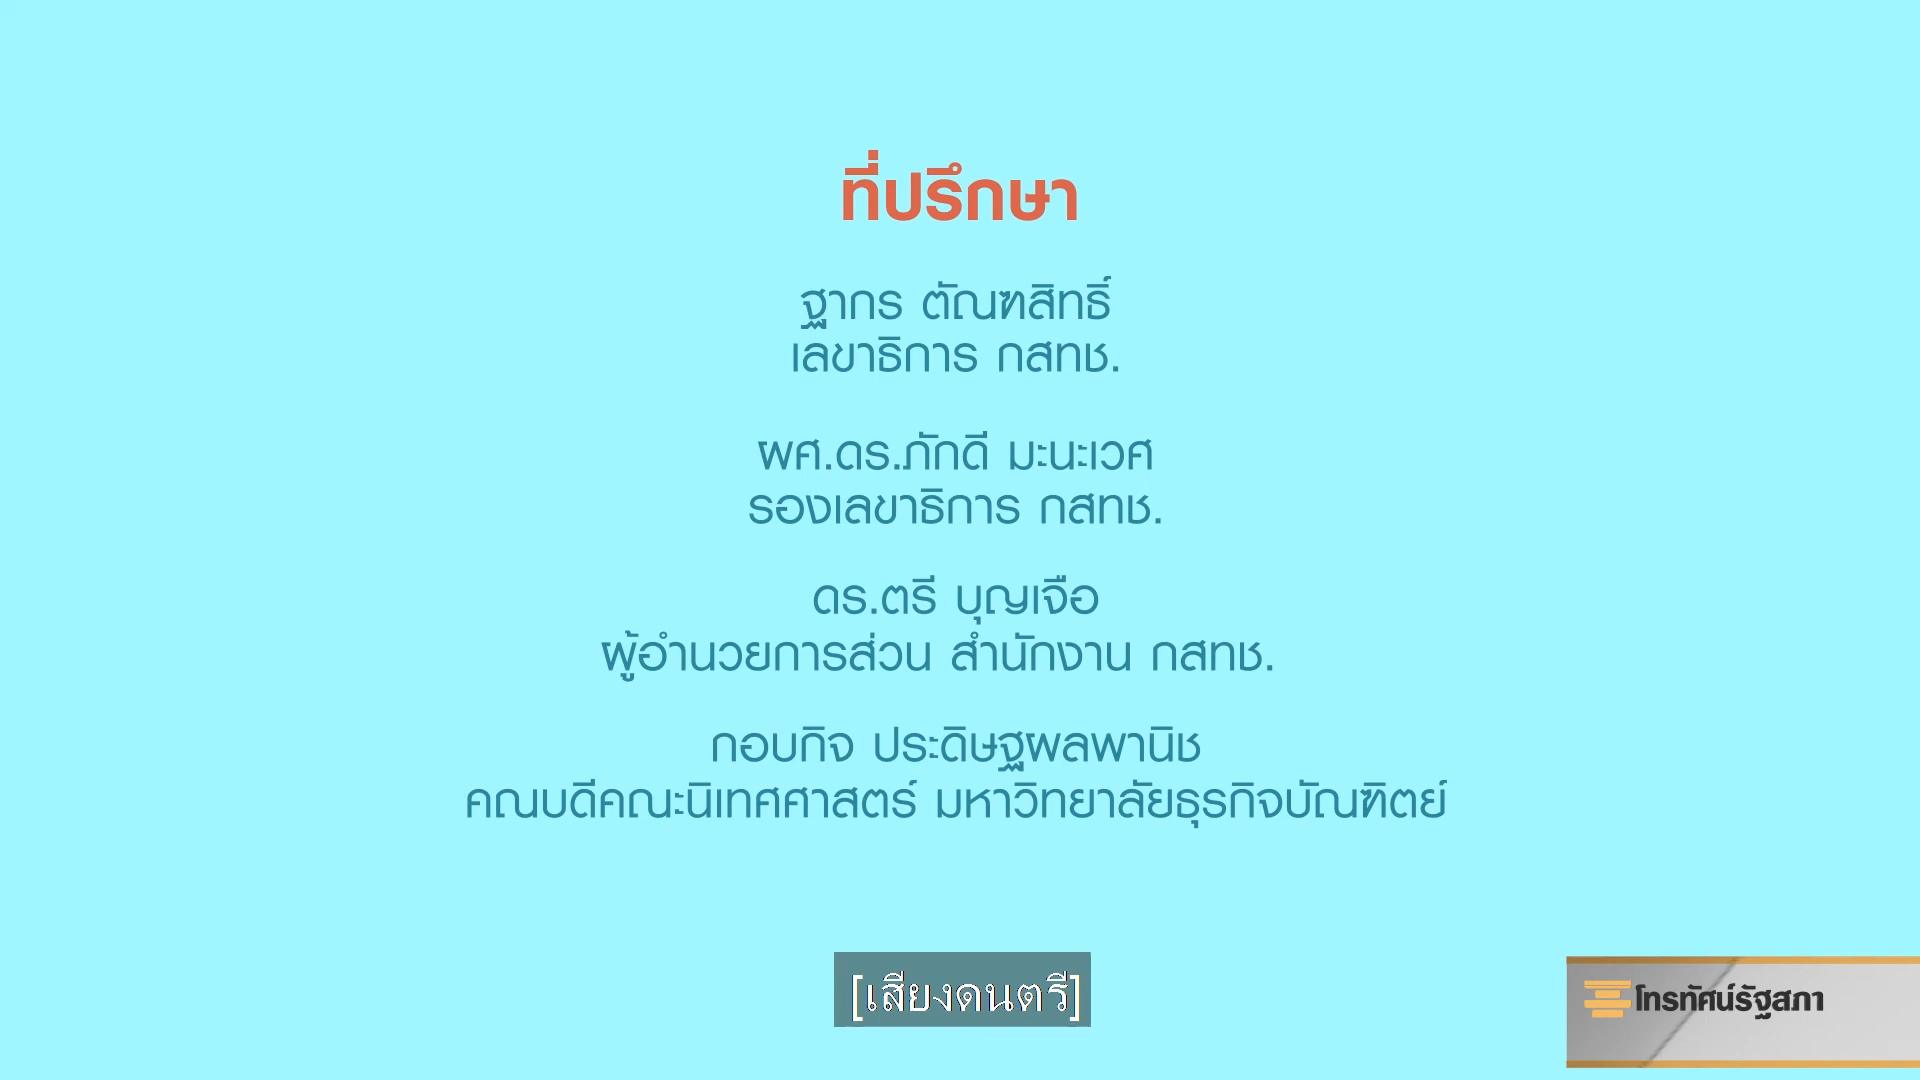 ที่ปรึกษา
ฐากร ตัณฑสิทธิ์
เลขาธิการ กสทช.
ผศ.ดร.ภักดี มะนะเวศ
รองเลขาธิการ กสทช.
ดร.ตรี บุญเจือ
ผู้อำนวยการส่วน สำนักงาน กสทช.
กอบกิจ ประดิษฐผลพานิช
คณบดีคณะนิเทศศาสตร์ มหาวิทยาลัยธุรกิจบัณฑิตย์
[เสียงดนตรี]
โทรทัศน์รัฐสภา